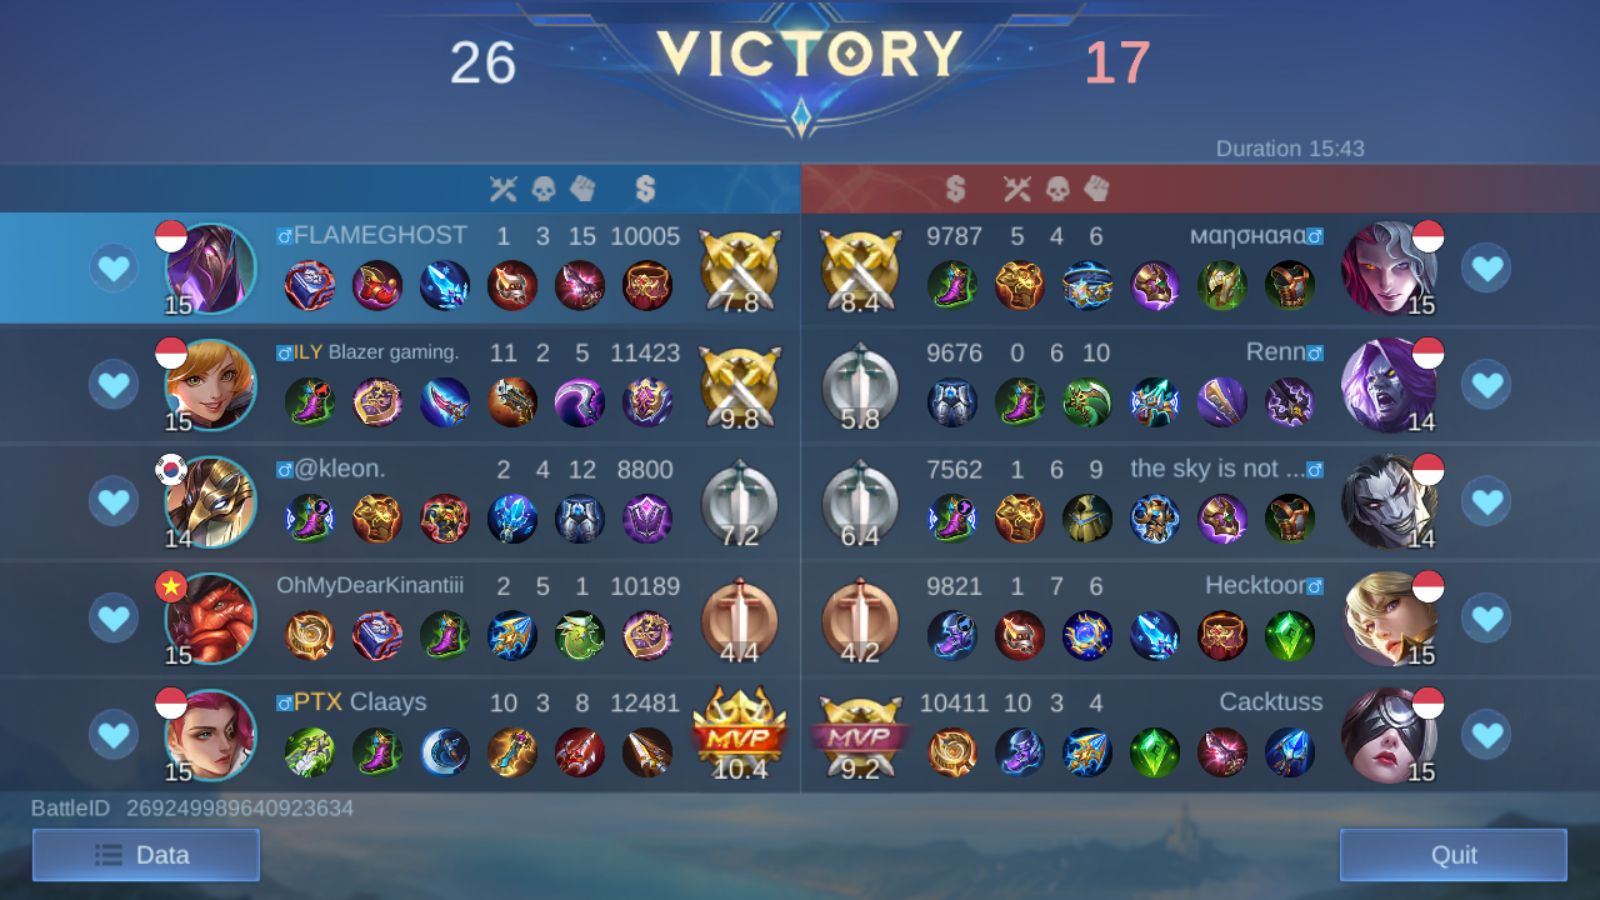 26 VICTORY 17
Duration 15:43
FLAMEGHOST 1 3 15 10005
15 7.8
9787 5 4 6 мαησнαяα
8.4 15
ILY Blazer gaming. 11 2 5 11423
15 9.8
9676 0 6 10 Renn
5.8 14
@kleon. 2 4 12 8800
14 7.2
7562 1 6 9 the sky is not ...
6.4 14
OhMyDearKinantiii 2 5 1 10189
15 4.4
9821 1 7 6 Hecktoor
4.2 15
PTX Claays 10 3 8 12481
15 MVP 10.4
10411 10 3 4 Cacktuss
MVP 9.2 15
BattleID 269249989640923634
Data
Quit